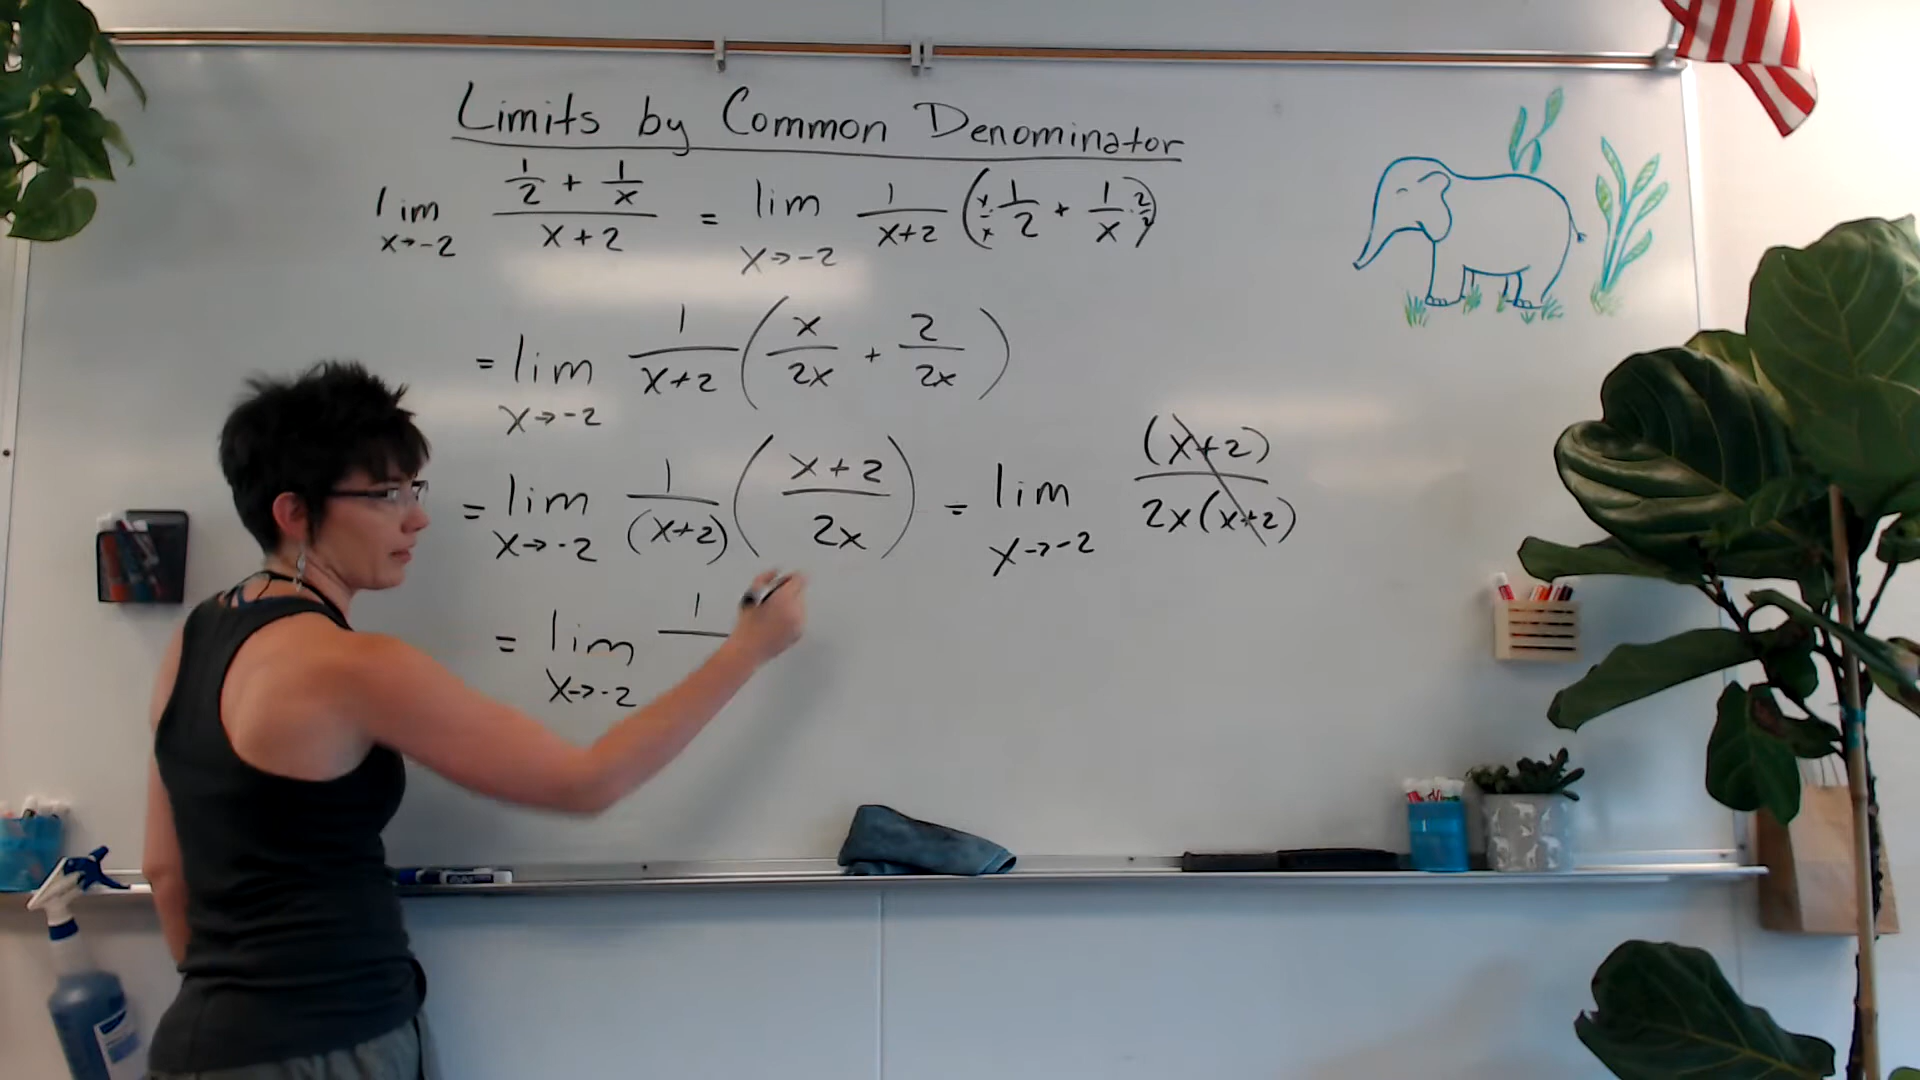 Limits by Common Denominator
lim x→-2 (1/2 + 1/x)/(x+2) = lim x→-2 1/(x+2) (x/x · 1/2 + 1/x · 2/2)
= lim x→-2 1/(x+2) (x/2x + 2/2x)
= lim x→-2 1/(x+2) ((x+2)/2x) = lim x→-2 (x+2)/2x(x+2)
= lim x→-2 1/